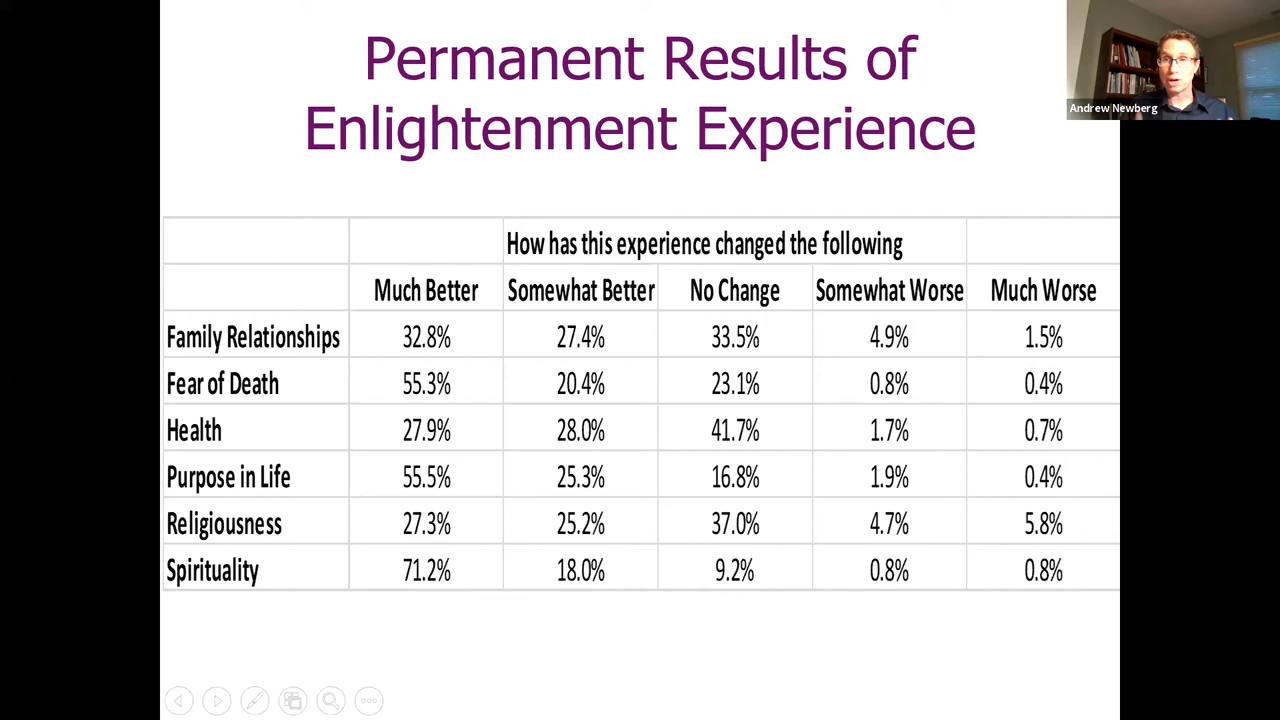 Permanent Results of
Enlightenment Experience
Andrew Newberg
How has this experience changed the following
Much Better Somewhat Better No Change Somewhat Worse Much Worse
Family Relationships 32.8% 27.4% 33.5% 4.9% 1.5%
Fear of Death 55.3% 20.4% 23.1% 0.8% 0.4%
Health 27.9% 28.0% 41.7% 1.7% 0.7%
Purpose in Life 55.5% 25.3% 16.8% 1.9% 0.4%
Religiousness 27.3% 25.2% 37.0% 4.7% 5.8%
Spirituality 71.2% 18.0% 9.2% 0.8% 0.8%